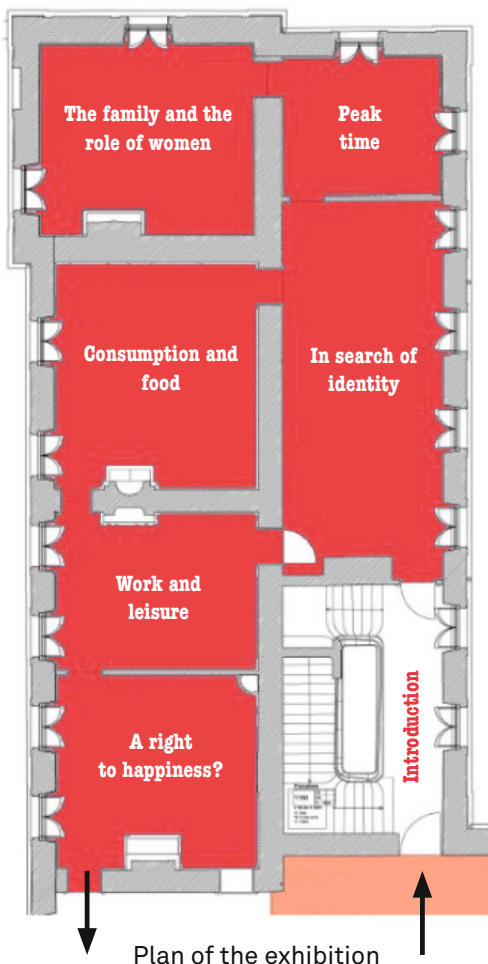 The family and the
role of women
Peak
time
Consumption and
food
In search of
identity
Work and
leisure
A right
to happiness?
Introduction
Plan of the exhibition